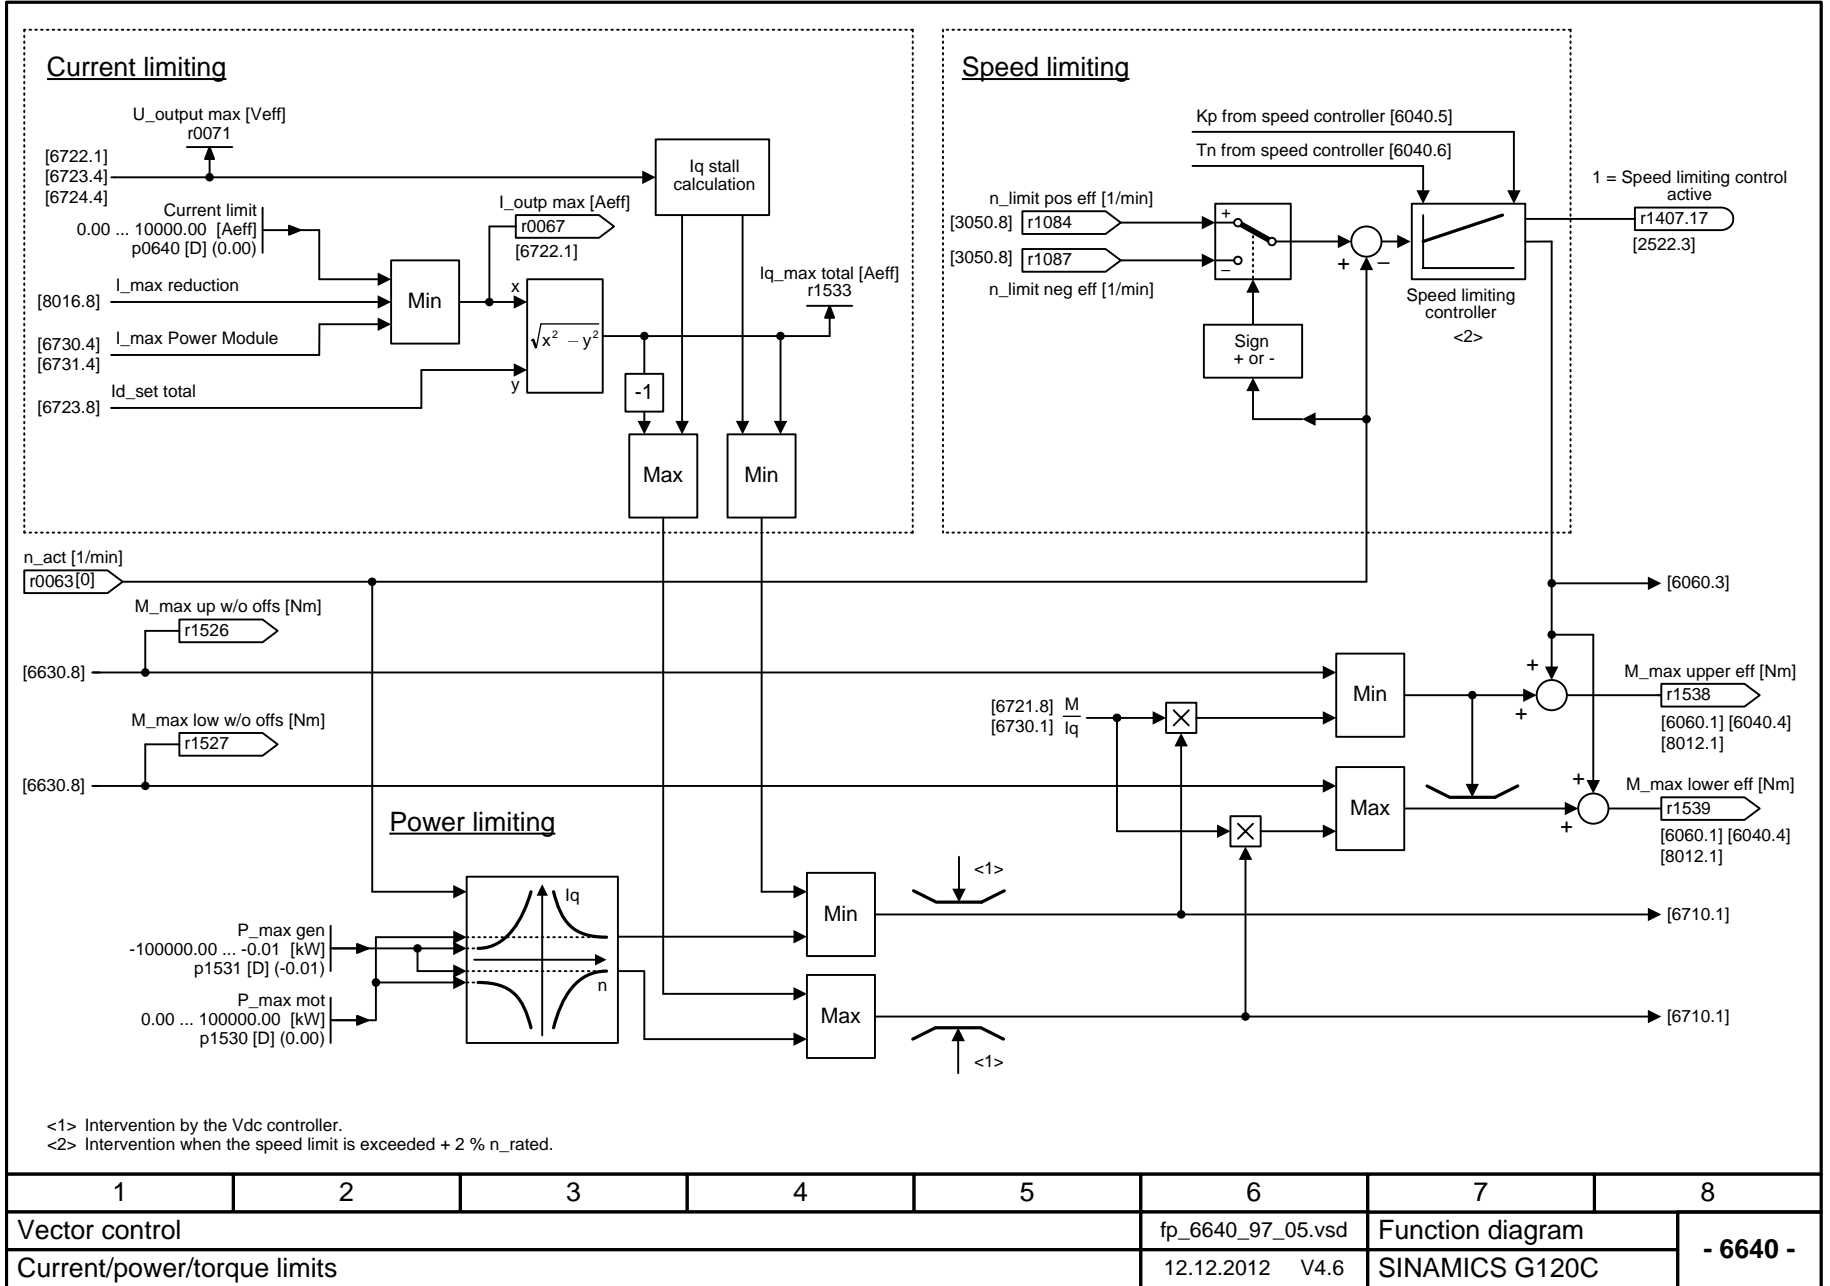 Current limiting
U_output max [Veff]
r0071
[6722.1]
[6723.4]
[6724.4]
Current limit
0.00 ... 10000.00 [Aeff]
p0640 [D] (0.00)
I_max reduction
[8016.8]
I_max Power Module
[6730.4]
[6731.4]
Id_set total
[6723.8]
Min
I_outp max [Aeff]
r0067
[6722.1]
x
√x² – y²
y
Iq stall
calculation
Iq_max total [Aeff]
r1533
-1
Max
Min
Speed limiting
Kp from speed controller [6040.5]
Tn from speed controller [6040.6]
n_limit pos eff [1/min]
[3050.8] r1084
[3050.8] r1087
n_limit neg eff [1/min]
+
–
Sign
+ or -
+
–
Speed limiting
controller
<2>
1 = Speed limiting control
active
r1407.17
[2522.3]
n_act [1/min]
r0063[0]
[6060.3]
M_max up w/o offs [Nm]
r1526
[6630.8]
M_max low w/o offs [Nm]
r1527
[6630.8]
[6721.8]
[6730.1]
M
Iq
×
×
Min
Max
+
+
M_max upper eff [Nm]
r1538
[6060.1] [6040.4]
[8012.1]
+
+
M_max lower eff [Nm]
r1539
[6060.1] [6040.4]
[8012.1]
Power limiting
P_max gen
-100000.00 ... -0.01 [kW]
p1531 [D] (-0.01)
P_max mot
0.00 ... 100000.00 [kW]
p1530 [D] (0.00)
Iq
n
Min
<1>
[6710.1]
Max
<1>
[6710.1]
<1> Intervention by the Vdc controller.
<2> Intervention when the speed limit is exceeded + 2 % n_rated.
1 2 3 4 5 6 7 8
Vector control
fp_6640_97_05.vsd
Function diagram
- 6640 -
Current/power/torque limits
12.12.2012 V4.6
SINAMICS G120C